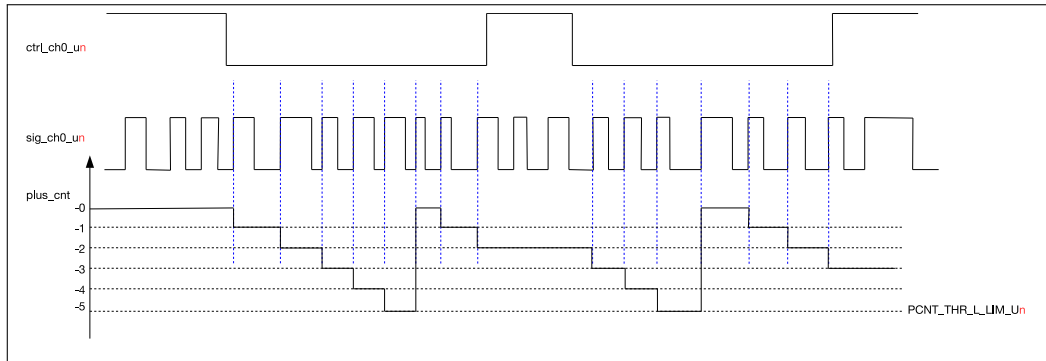 ctrl_ch0_un
sig_ch0_un
plus_cnt
-0
-1
-2
-3
-4
-5
PCNT_THR_L_LIM_Un